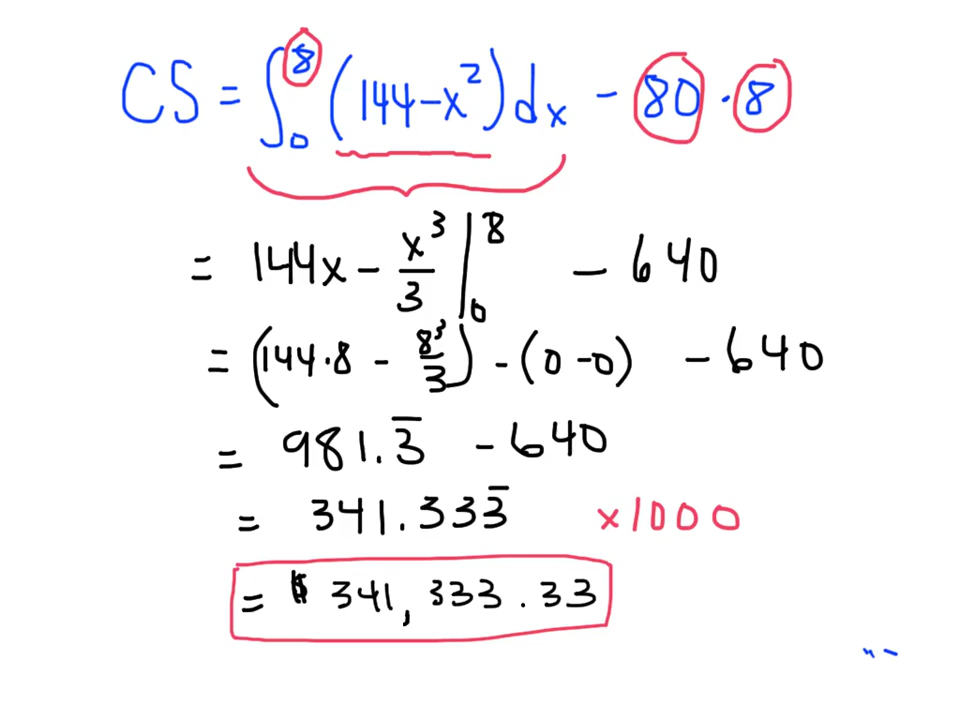 CS = ∫₀⁸ (144-x²) dx - 80 · 8
= 144x - x³/3 |₀⁸ - 640
= (144·8 - 8³/3) - (0-0) - 640
= 981.3̅ - 640
= 341.333̅ x1000
= $ 341,333.33